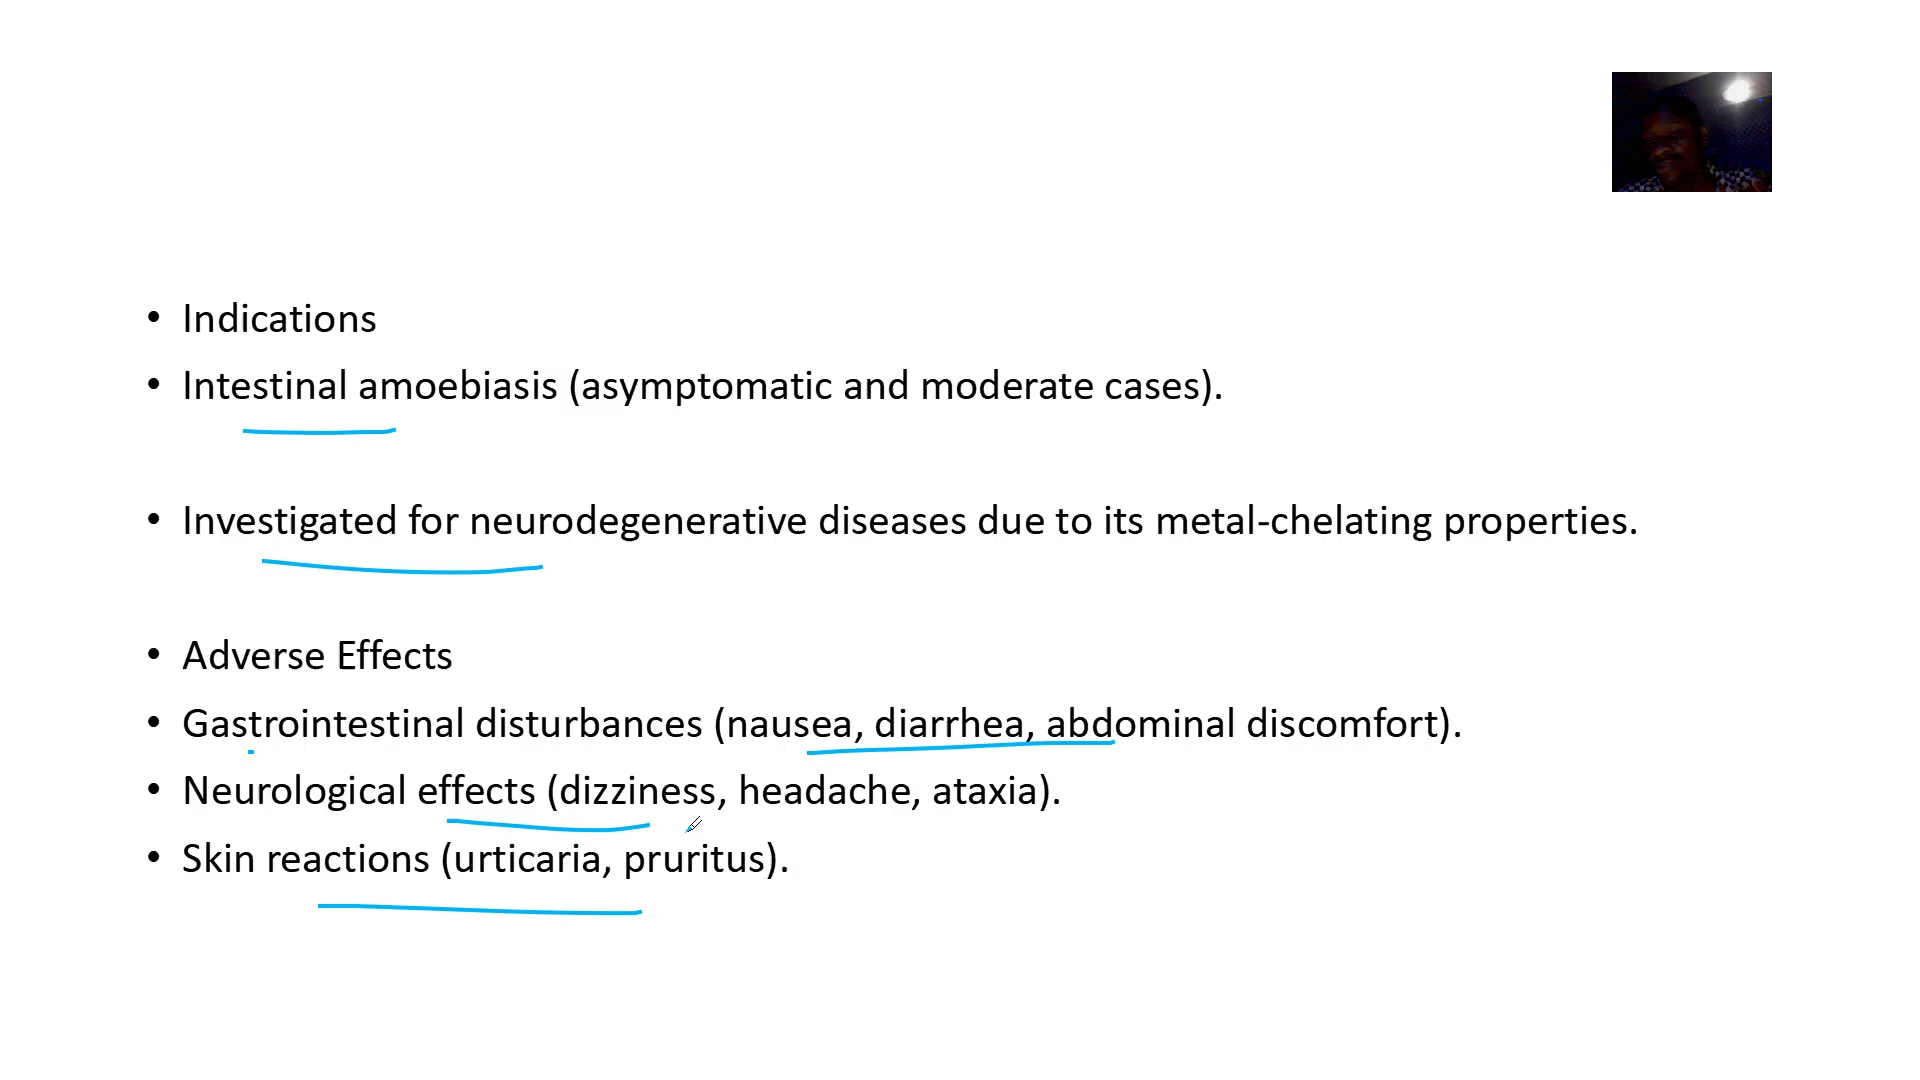 • Indications
• Intestinal amoebiasis (asymptomatic and moderate cases).
• Investigated for neurodegenerative diseases due to its metal-chelating properties.
• Adverse Effects
• Gastrointestinal disturbances (nausea, diarrhea, abdominal discomfort).
• Neurological effects (dizziness, headache, ataxia).
• Skin reactions (urticaria, pruritus).